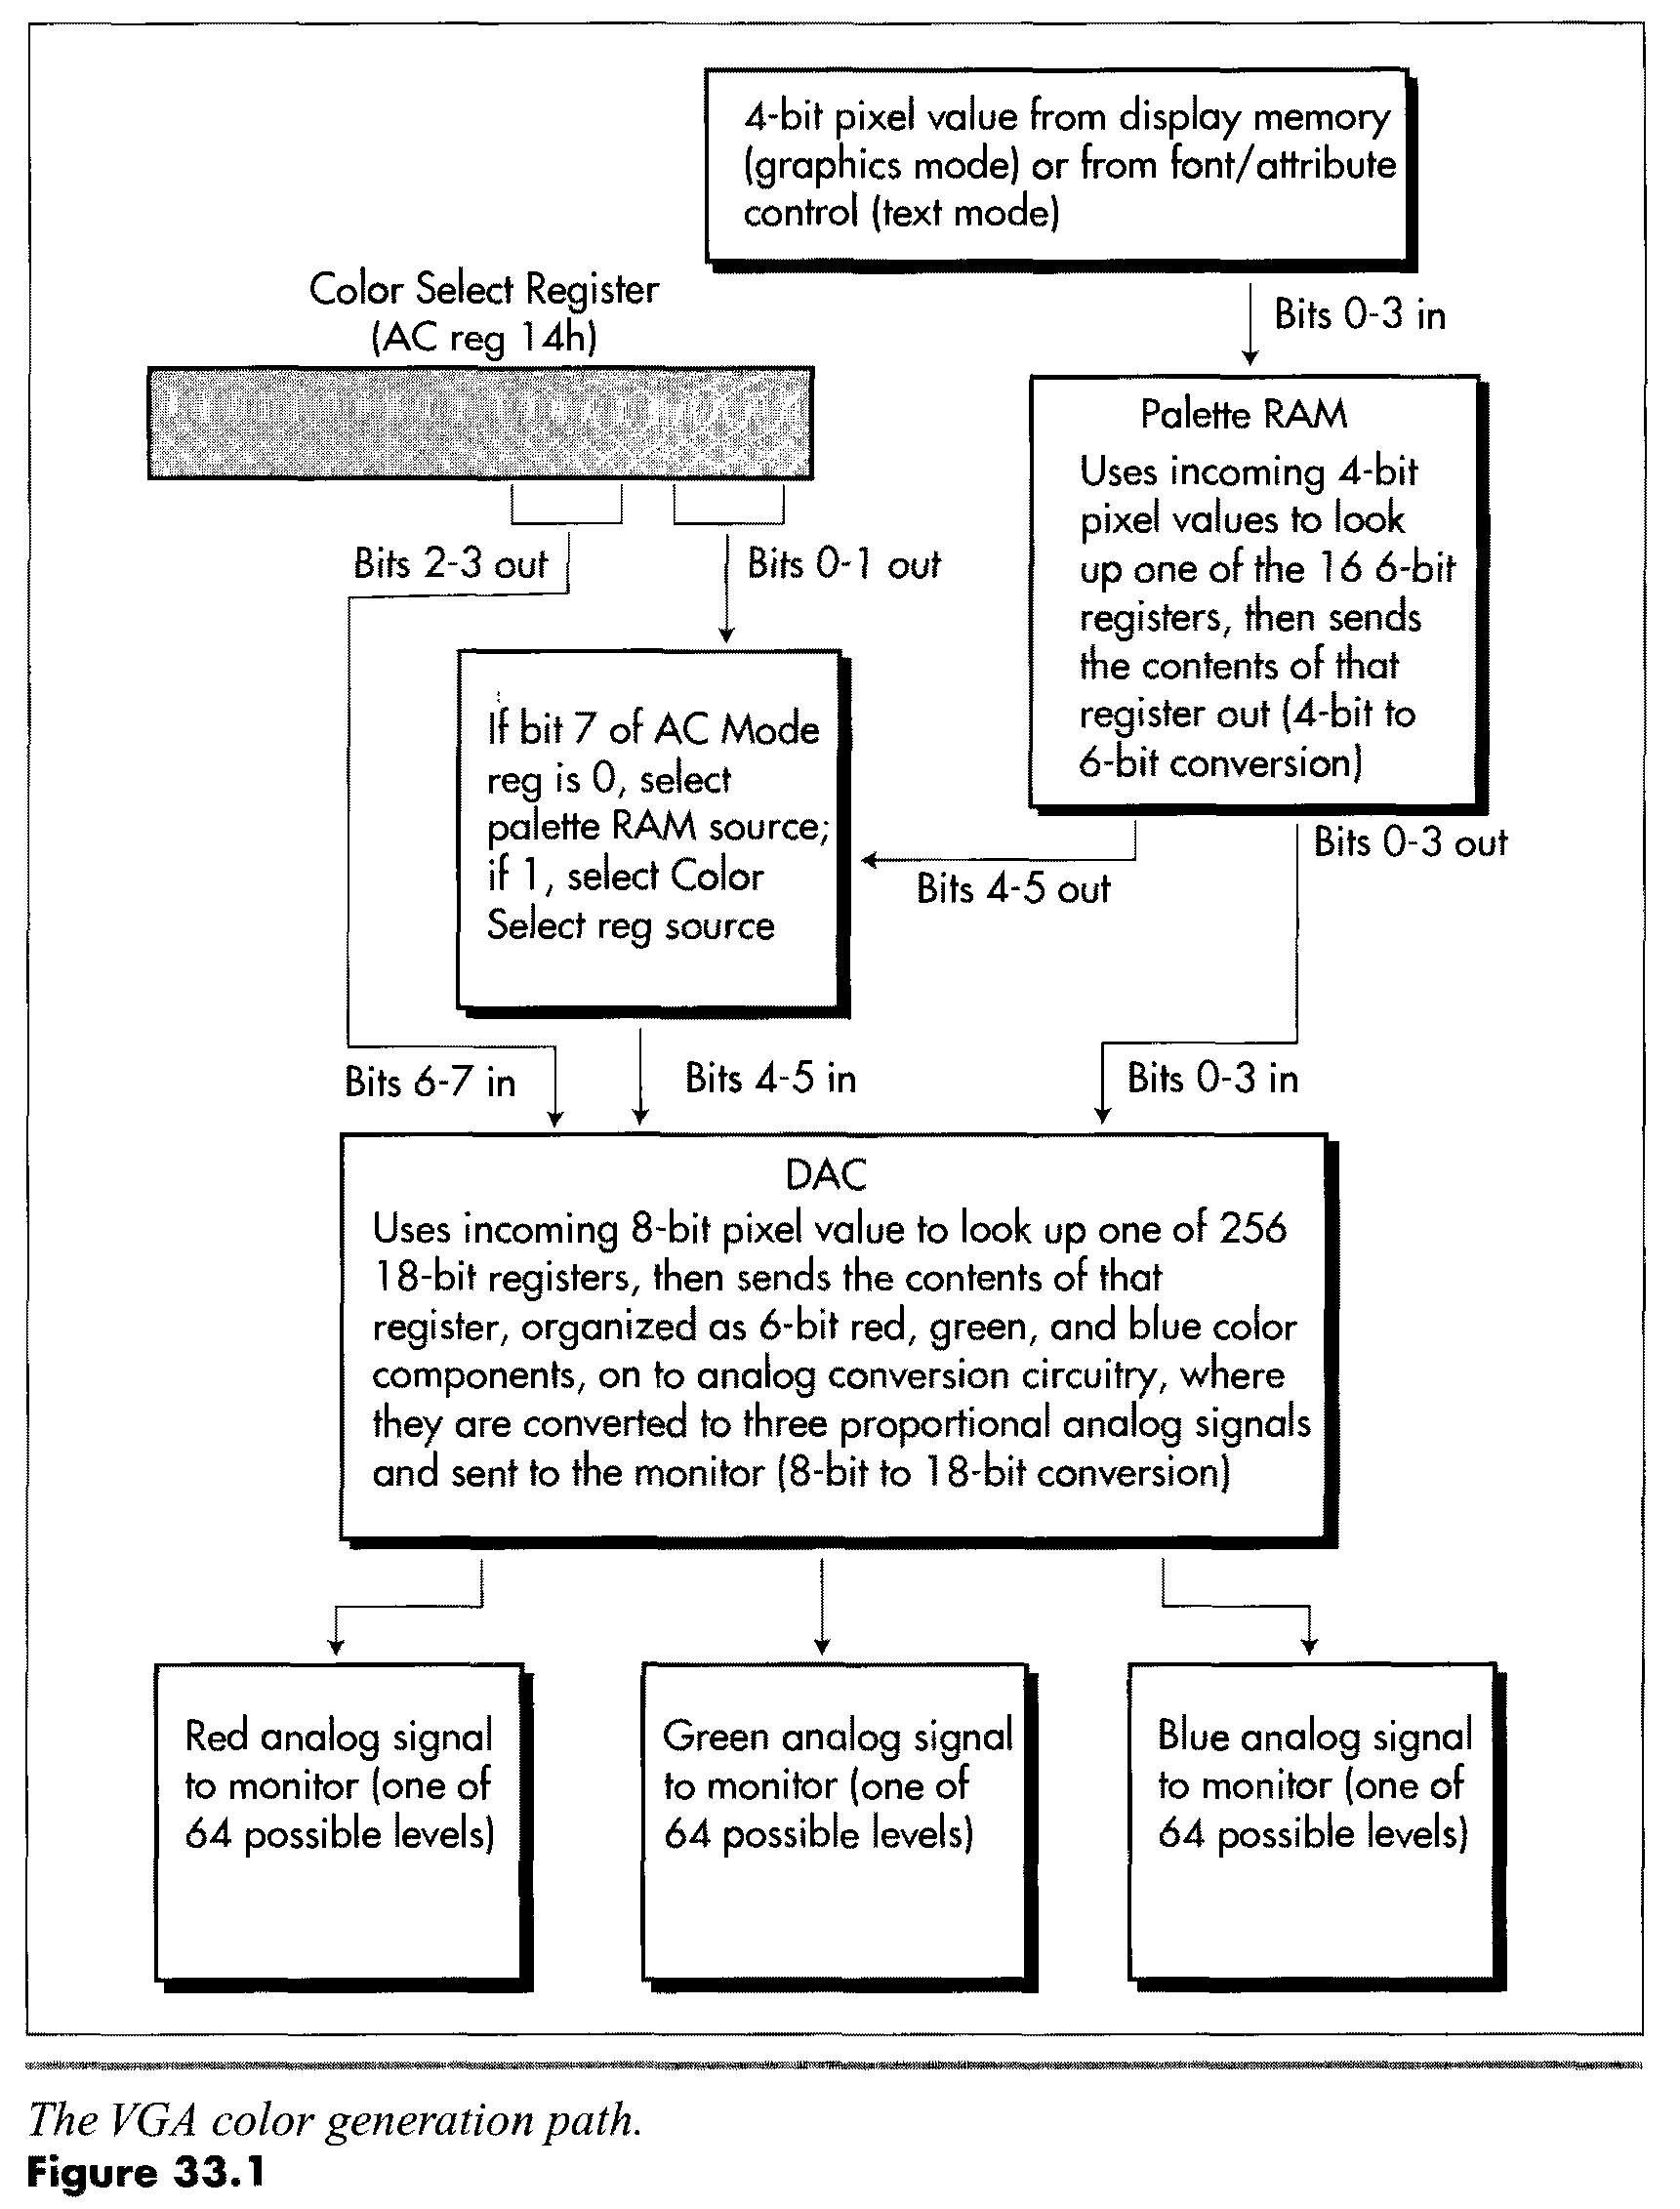 4-bit pixel value from display memory
(graphics mode) or from font/attribute
control (text mode)
Color Select Register
(AC reg 14h)
Bits 0-3 in
Palette RAM
Uses incoming 4-bit
pixel values to look
up one of the 16 6-bit
registers, then sends
the contents of that
register out (4-bit to
6-bit conversion)
Bits 2-3 out
Bits 0-1 out
If bit 7 of AC Mode
reg is 0, select
palette RAM source;
if 1, select Color
Select reg source
Bits 4-5 out
Bits 0-3 out
Bits 6-7 in
Bits 4-5 in
Bits 0-3 in
DAC
Uses incoming 8-bit pixel value to look up one of 256
18-bit registers, then sends the contents of that
register, organized as 6-bit red, green, and blue color
components, on to analog conversion circuitry, where
they are converted to three proportional analog signals
and sent to the monitor (8-bit to 18-bit conversion)
Red analog signal
to monitor (one of
64 possible levels)
Green analog signal
to monitor (one of
64 possible levels)
Blue analog signal
to monitor (one of
64 possible levels)
The VGA color generation path.
Figure 33.1